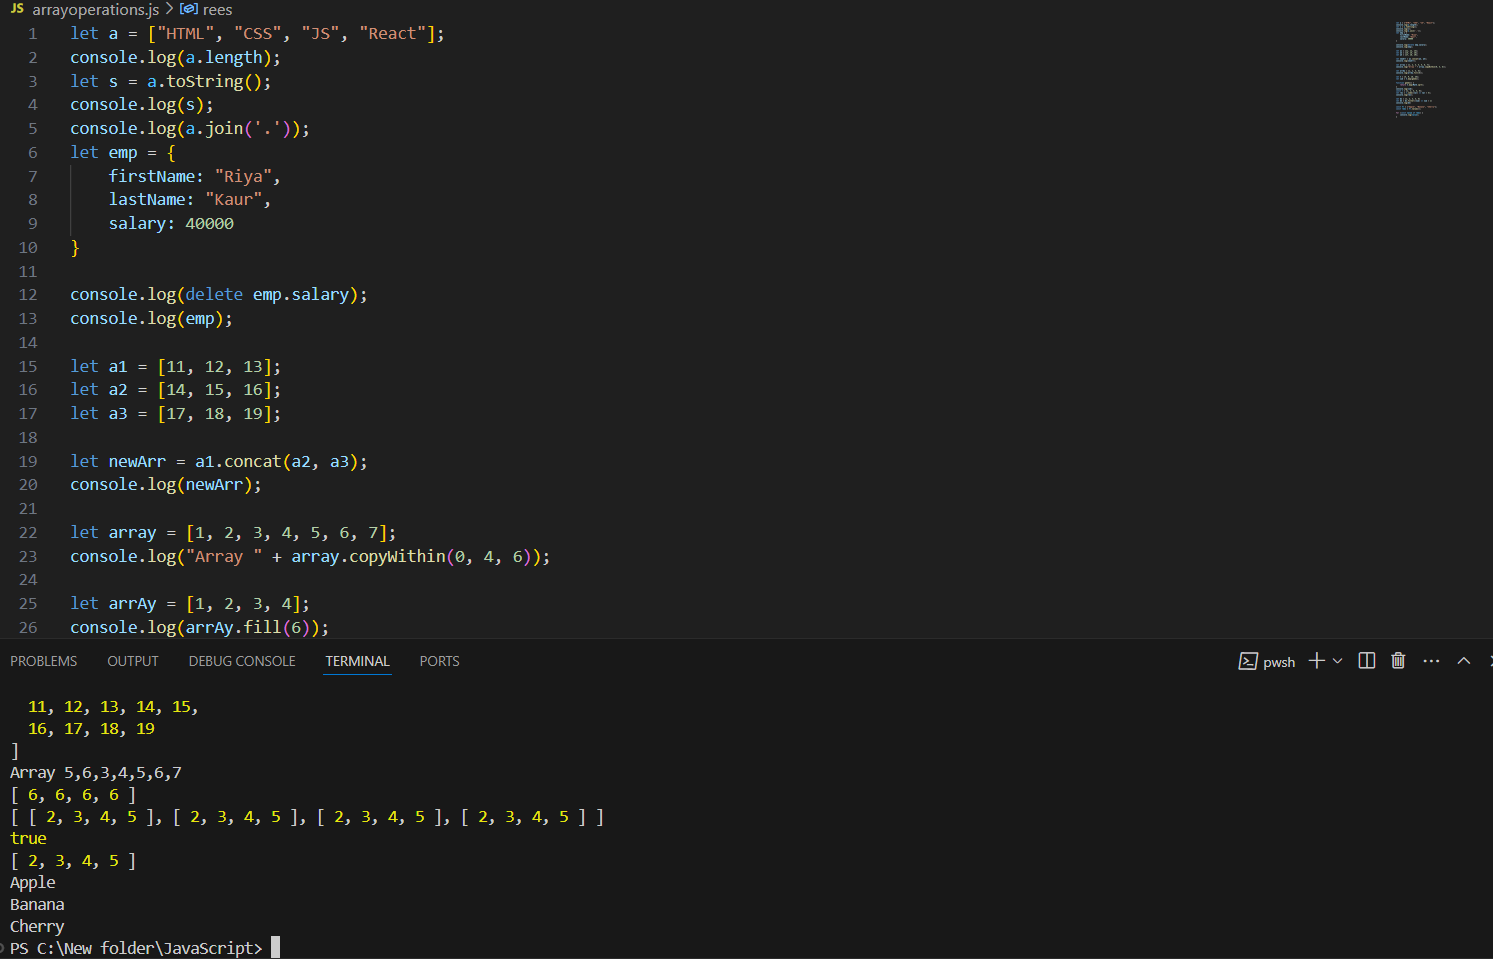 JS arrayoperations.js > rees
1 let a = ["HTML", "CSS", "JS", "React"];
2 console.log(a.length);
3 let s = a.toString();
4 console.log(s);
5 console.log(a.join('.'));
6 let emp = {
7     firstName: "Riya",
8     lastName: "Kaur",
9     salary: 40000
10 }
11
12 console.log(delete emp.salary);
13 console.log(emp);
14
15 let a1 = [11, 12, 13];
16 let a2 = [14, 15, 16];
17 let a3 = [17, 18, 19];
18
19 let newArr = a1.concat(a2, a3);
20 console.log(newArr);
21
22 let array = [1, 2, 3, 4, 5, 6, 7];
23 console.log("Array " + array.copyWithin(0, 4, 6));
24
25 let arrAy = [1, 2, 3, 4];
26 console.log(arrAy.fill(6));
PROBLEMS OUTPUT DEBUG CONSOLE TERMINAL PORTS pwsh
  11, 12, 13, 14, 15,
  16, 17, 18, 19
]
Array 5,6,3,4,5,6,7
[ 6, 6, 6, 6 ]
[ [ 2, 3, 4, 5 ], [ 2, 3, 4, 5 ], [ 2, 3, 4, 5 ], [ 2, 3, 4, 5 ] ]
true
[ 2, 3, 4, 5 ]
Apple
Banana
Cherry
PS C:\New folder\JavaScript>